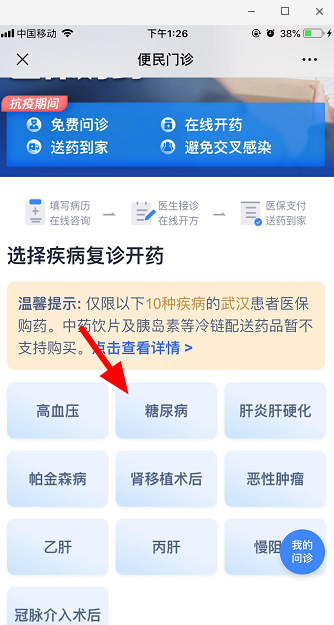 中国移动
下午1:26
38%
便民门诊
抗疫期间
免费问诊
在线开药
送药到家
避免交叉感染
填写病历
在线咨询
医生接诊
在线开方
医保支付
送药到家
选择疾病复诊开药
温馨提示: 仅限以下10种疾病的武汉患者医保
购药。中药饮片及胰岛素等冷链配送药品暂不
支持购买。点击查看详情 >
高血压
糖尿病
肝炎肝硬化
帕金森病
肾移植术后
恶性肿瘤
乙肝
丙肝
慢阻
我的
问诊
冠脉介入术后